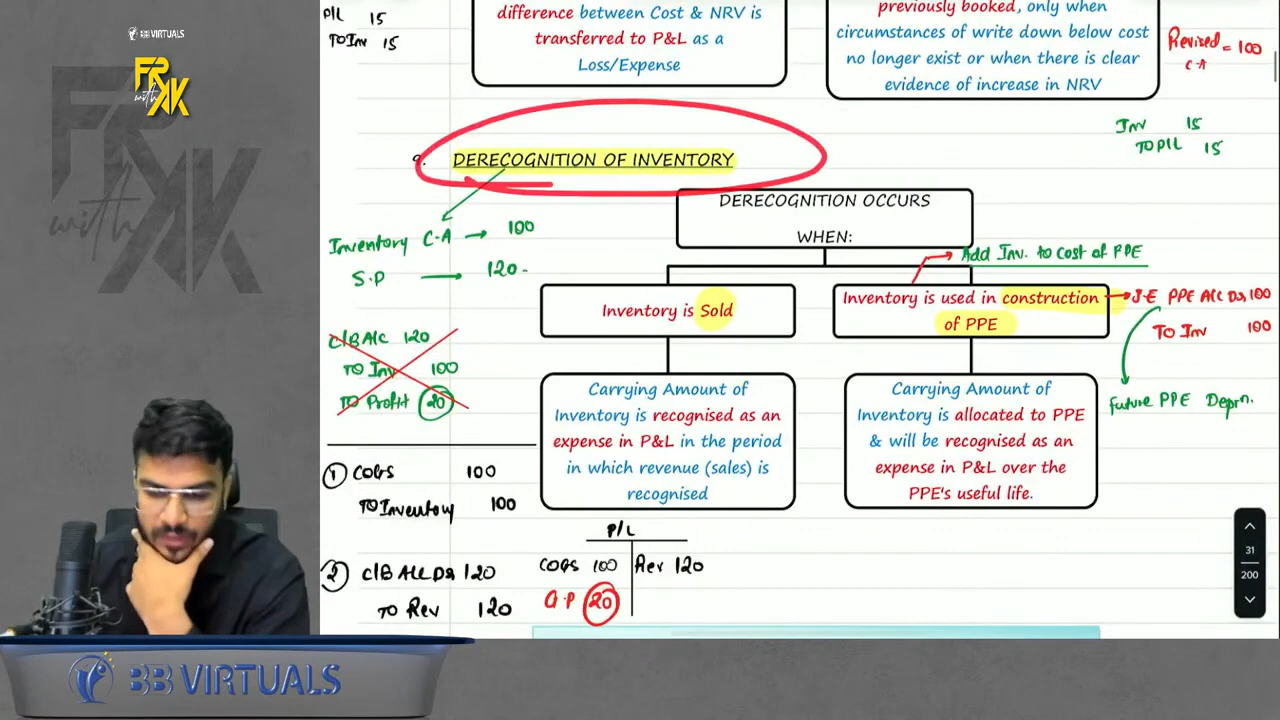 P/L 15
TO Inv 15
difference between Cost & NRV is
transferred to P&L as a
Loss/Expense
previously booked, only when
circumstances of write down below cost
no longer exist or when there is clear
evidence of increase in NRV
Revised = 100
C.A
Inv 15
TO P/L 15
BB VIRTUALS
FR
with
AK
FR
with
AK
9. DERECOGNITION OF INVENTORY
DERECOGNITION OCCURS
WHEN:
Inventory C.A → 100
S.P → 120
Add Inv. to Cost of PPE
Inventory is Sold
Inventory is used in construction
of PPE
J.E PPE A/c Dr 100
TO Inv 100
Future PPE Deprn.
C/B A/c 120
TO Inv 100
TO Profit 20
Carrying Amount of
Inventory is recognised as an
expense in P&L in the period
in which revenue (sales) is
recognised
Carrying Amount of
Inventory is allocated to PPE
& will be recognised as an
expense in P&L over the
PPE's useful life.
① COGS 100
TO Inventory 100
② C/B A/c Dr 120
TO Rev 120
P/L
COGS 100 Rev 120
G.P 20
31
200
BB VIRTUALS